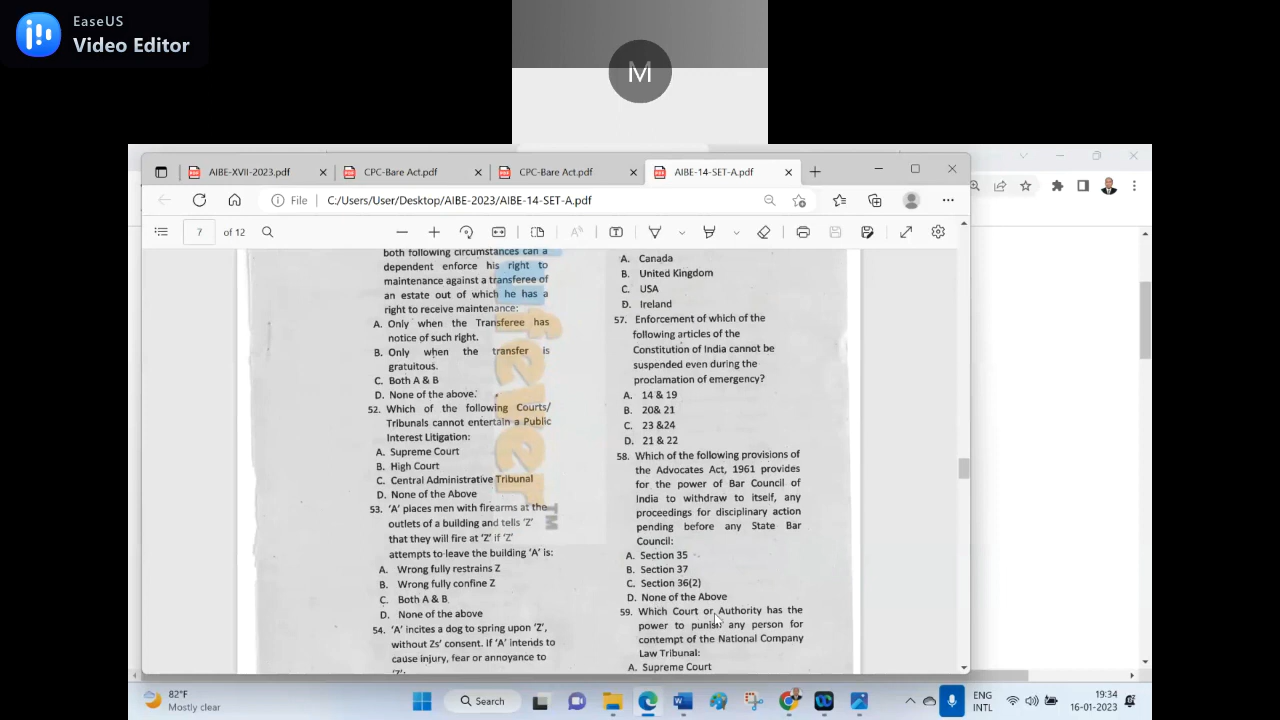 EaseUS
Video Editor
M
AIBE-XVII-2023.pdf
CPC-Bare Act.pdf
CPC-Bare Act.pdf
AIBE-14-SET-A.pdf
File
C:/Users/User/Desktop/AIBE-2023/AIBE-14-SET-A.pdf
7 of 12
both following circumstances can a
dependent enforce his right to
maintenance against a transferee of
an estate out of which he has a
right to receive maintenance:
A. Only when the Transferee has
notice of such right.
B. Only when the transfer is
gratuitous.
C. Both A & B
D. None of the above.
52. Which of the following Courts/
Tribunals cannot entertain a Public
Interest Litigation:
A. Supreme Court
B. High Court
C. Central Administrative Tribunal
D. None of the Above
53. 'A' places men with firearms at the
outlets of a building and tells 'Z'
that they will fire at 'Z' if 'Z'
attempts to leave the building 'A' is:
A. Wrong fully restrains Z
B. Wrong fully confine Z
C. Both A & B
D. None of the above
54. 'A' incites a dog to spring upon 'Z',
without Zs' consent. If 'A' intends to
cause injury, fear or annoyance to
'Z':
A. Canada
B. United Kingdom
C. USA
D. Ireland
57. Enforcement of which of the
following articles of the
Constitution of India cannot be
suspended even during the
proclamation of emergency?
A. 14 & 19
B. 20& 21
C. 23 &24
D. 21 & 22
58. Which of the following provisions of
the Advocates Act, 1961 provides
for the power of Bar Council of
India to withdraw to itself, any
proceedings for disciplinary action
pending before any State Bar
Council:
A. Section 35
B. Section 37
C. Section 36(2)
D. None of the Above
59. Which Court or Authority has the
power to punish any person for
contempt of the National Company
Law Tribunal:
A. Supreme Court
fever
TM
82°F
Mostly clear
Search
ENG
INTL
19:34
16-01-2023